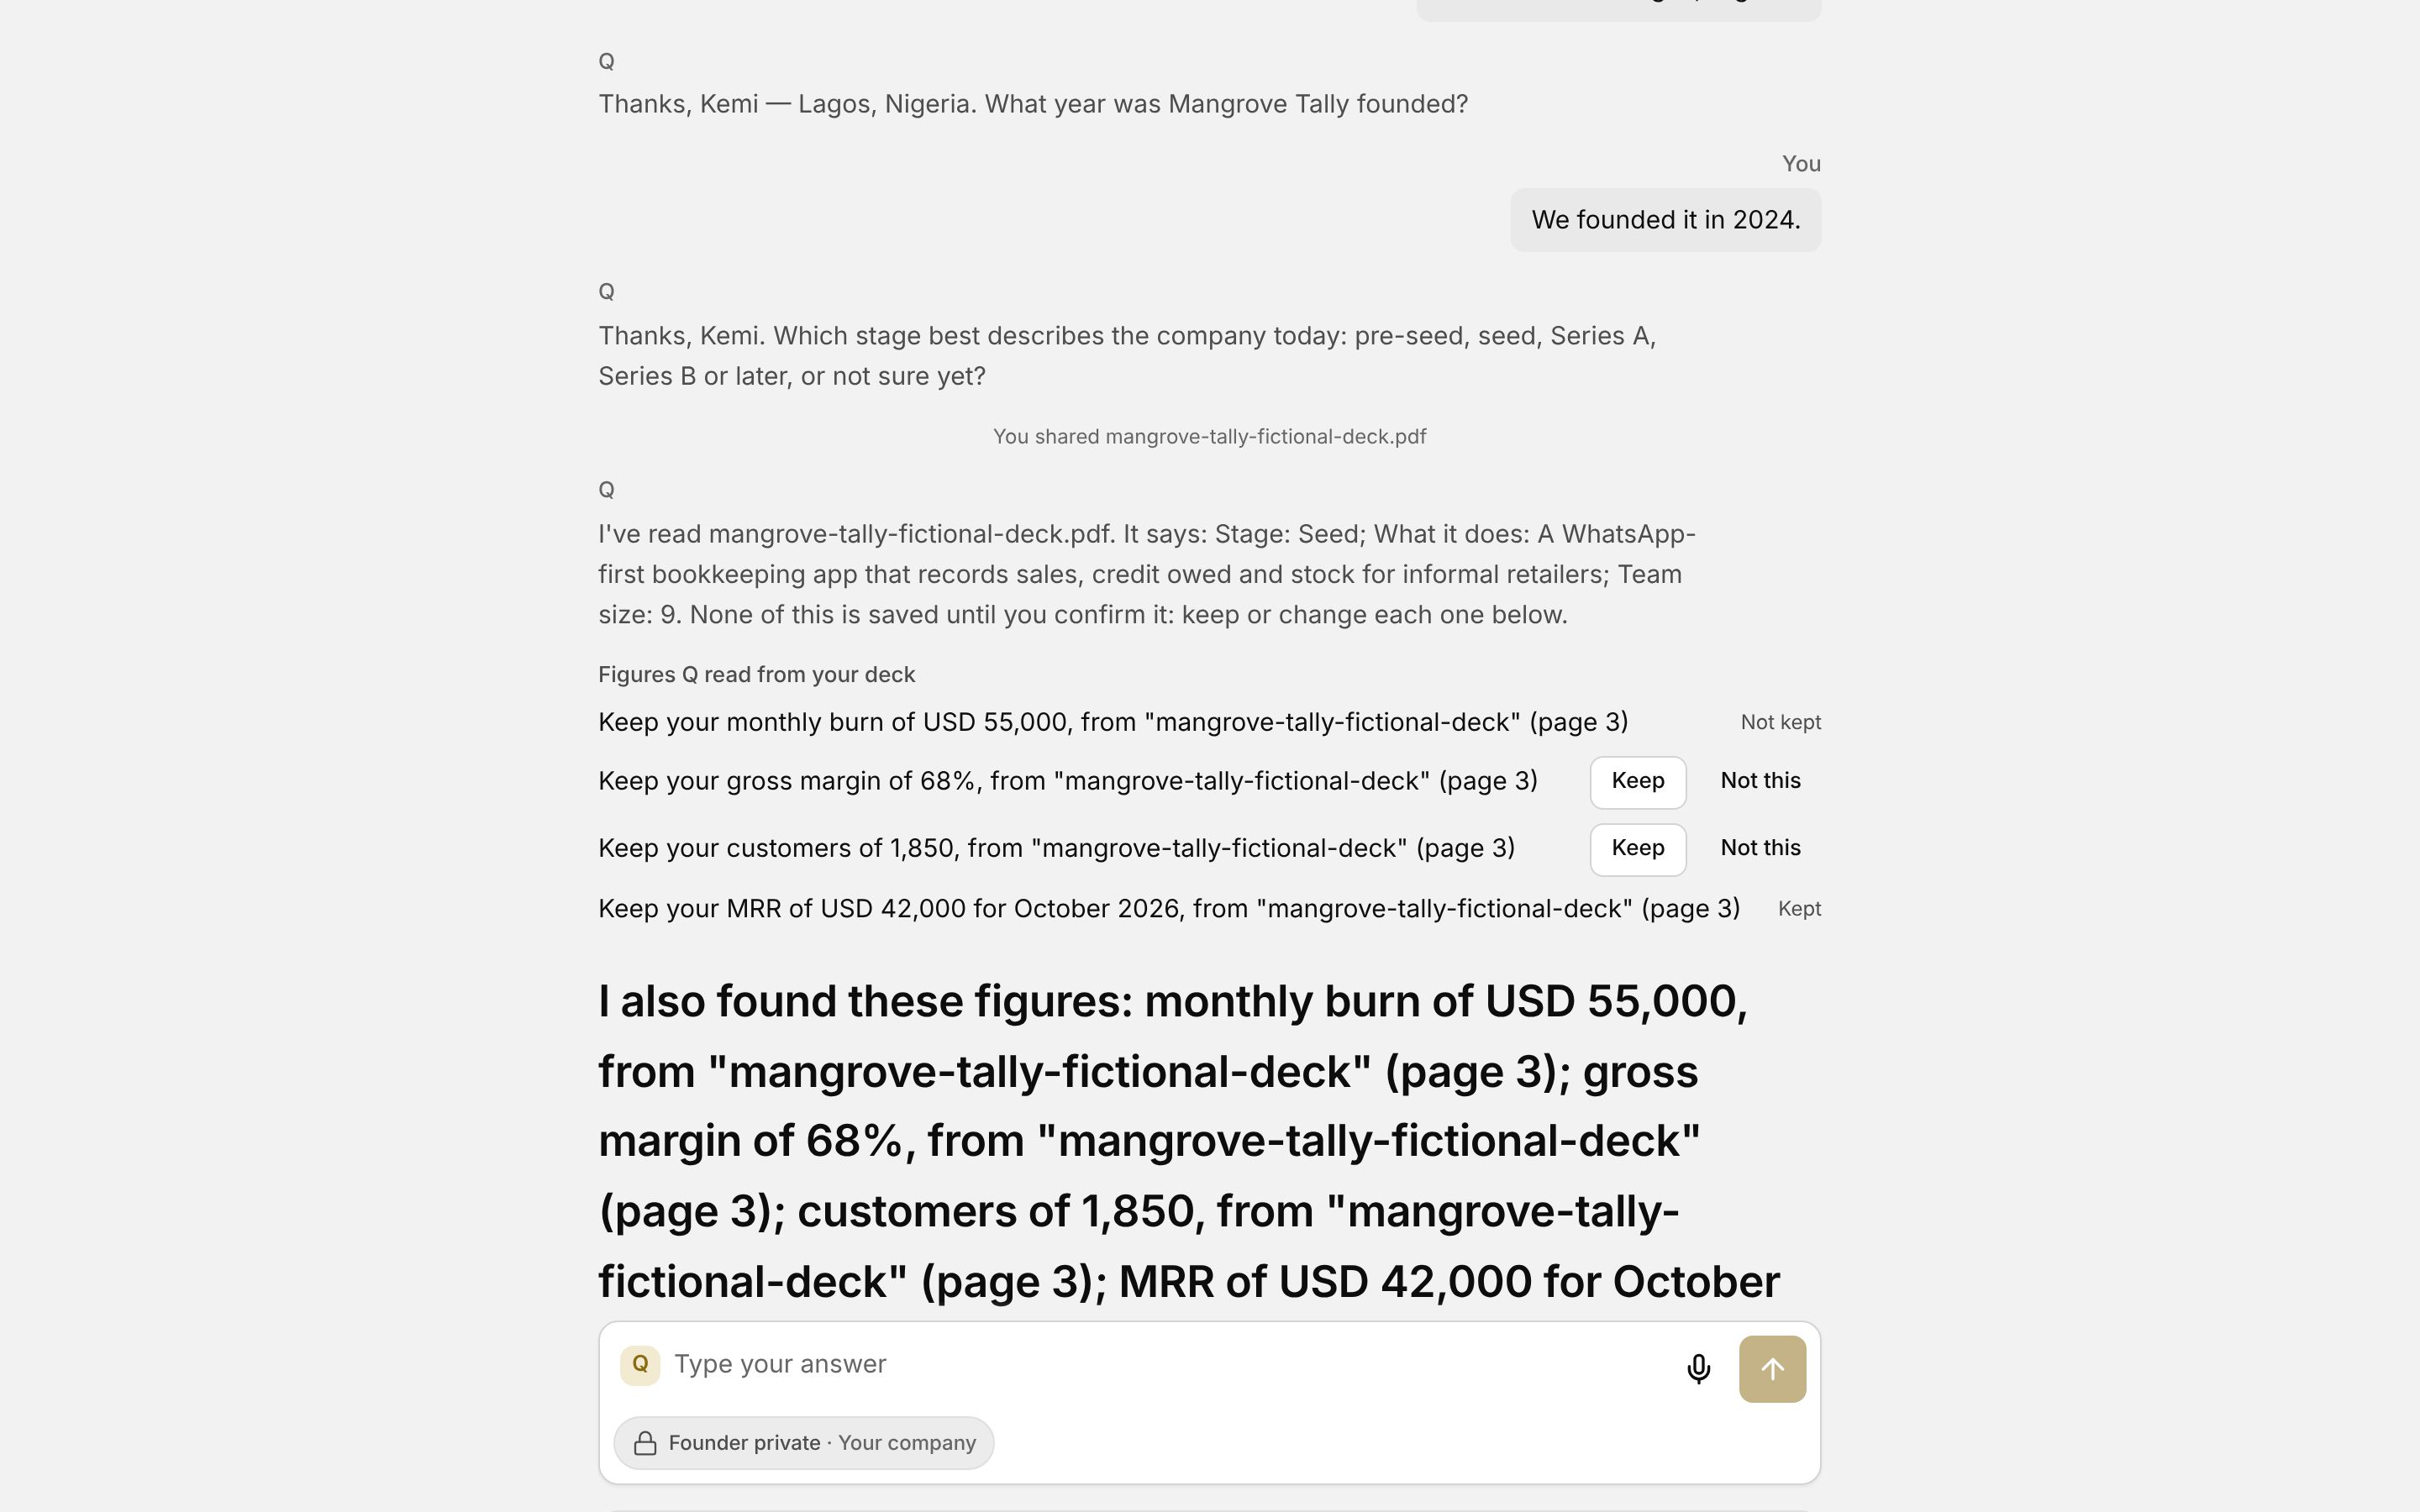 Q
Thanks, Kemi — Lagos, Nigeria. What year was Mangrove Tally founded?
You
We founded it in 2024.
Q
Thanks, Kemi. Which stage best describes the company today: pre-seed, seed, Series A,
Series B or later, or not sure yet?
You shared mangrove-tally-fictional-deck.pdf
Q
I've read mangrove-tally-fictional-deck.pdf. It says: Stage: Seed; What it does: A WhatsApp-
first bookkeeping app that records sales, credit owed and stock for informal retailers; Team
size: 9. None of this is saved until you confirm it: keep or change each one below.
Figures Q read from your deck
Keep your monthly burn of USD 55,000, from "mangrove-tally-fictional-deck" (page 3) Not kept
Keep your gross margin of 68%, from "mangrove-tally-fictional-deck" (page 3) Keep Not this
Keep your customers of 1,850, from "mangrove-tally-fictional-deck" (page 3) Keep Not this
Keep your MRR of USD 42,000 for October 2026, from "mangrove-tally-fictional-deck" (page 3) Kept
I also found these figures: monthly burn of USD 55,000,
from "mangrove-tally-fictional-deck" (page 3); gross
margin of 68%, from "mangrove-tally-fictional-deck"
(page 3); customers of 1,850, from "mangrove-tally-
fictional-deck" (page 3); MRR of USD 42,000 for October
Q Type your answer
Founder private · Your company